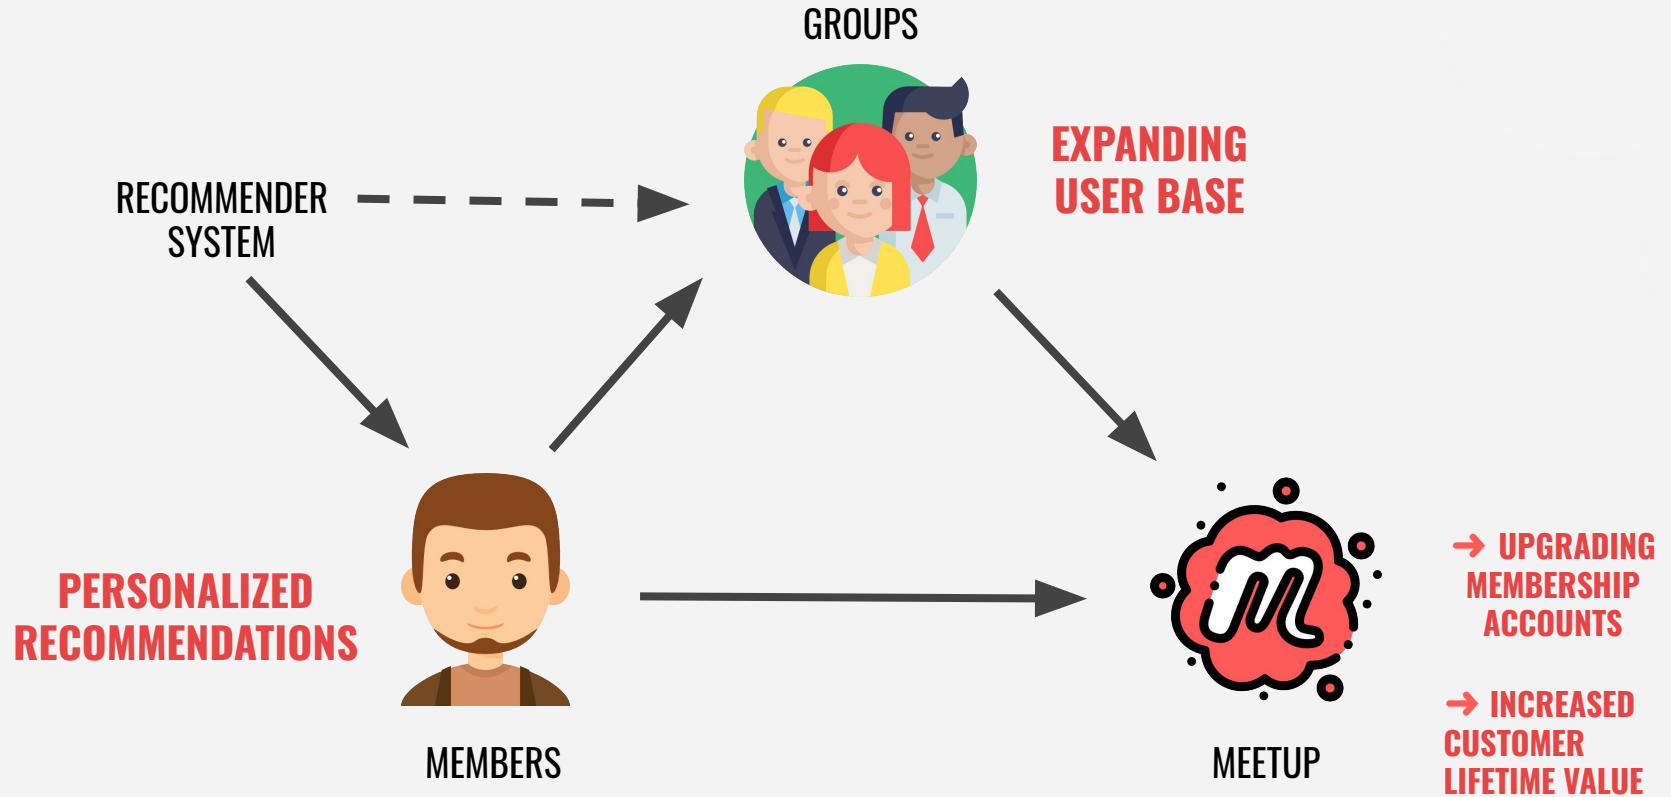 GROUPS
EXPANDING
USER BASE
RECOMMENDER
SYSTEM
PERSONALIZED
RECOMMENDATIONS
MEMBERS
m
MEETUP
→ UPGRADING
MEMBERSHIP
ACCOUNTS
→ INCREASED
CUSTOMER
LIFETIME VALUE